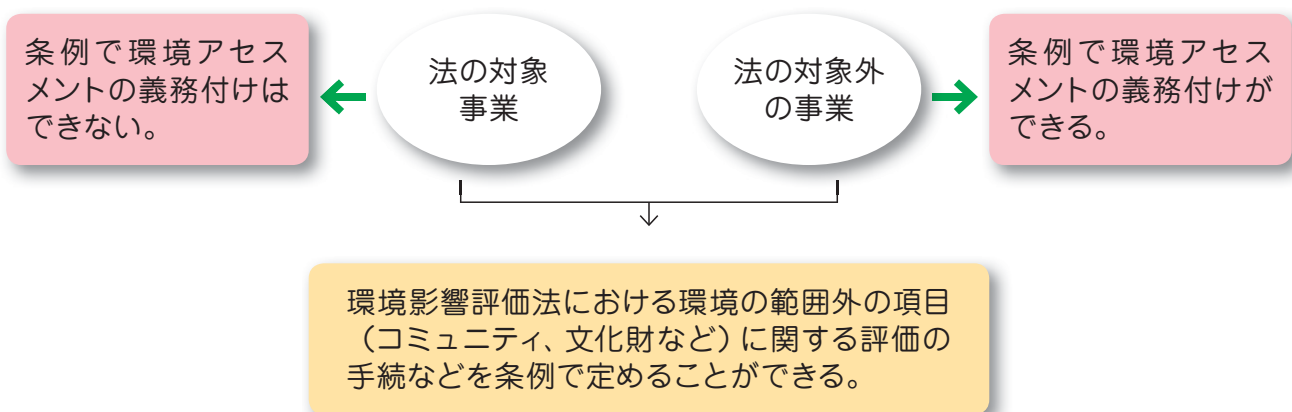 条例で環境アセス
メントの義務付けは
できない。
法の対象
事業
法の対象外
の事業
条例で環境アセス
メントの義務付けが
できる。
環境影響評価法における環境の範囲外の項目
（コミュニティ、文化財など）に関する評価の
手続などを条例で定めることができる。